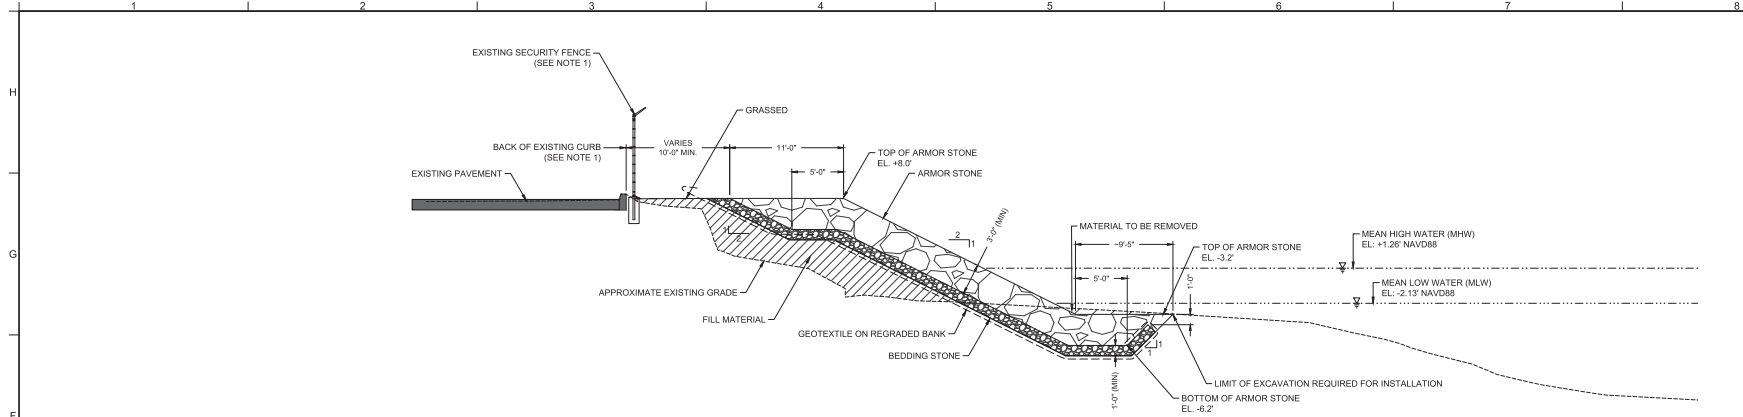 1 2 3 4 5 6 7 8
H
G
F
EXISTING SECURITY FENCE
(SEE NOTE 1)
GRASSED
BACK OF EXISTING CURB
(SEE NOTE 1)
VARIES
10'-0" MIN.
11'-0"
5'-0"
TOP OF ARMOR STONE
EL. +8.0'
ARMOR STONE
EXISTING PAVEMENT
1
2
2
1
3'-0" (MIN)
MATERIAL TO BE REMOVED
~9'-5"
TOP OF ARMOR STONE
EL. -3.2'
5'-0"
1'-0"
MEAN HIGH WATER (MHW)
EL: +1.26' NAVD88
MEAN LOW WATER (MLW)
EL: -2.13' NAVD88
APPROXIMATE EXISTING GRADE
FILL MATERIAL
GEOTEXTILE ON REGRADED BANK
BEDDING STONE
1
1
1'-0" (MIN)
LIMIT OF EXCAVATION REQUIRED FOR INSTALLATION
BOTTOM OF ARMOR STONE
EL. -6.2'